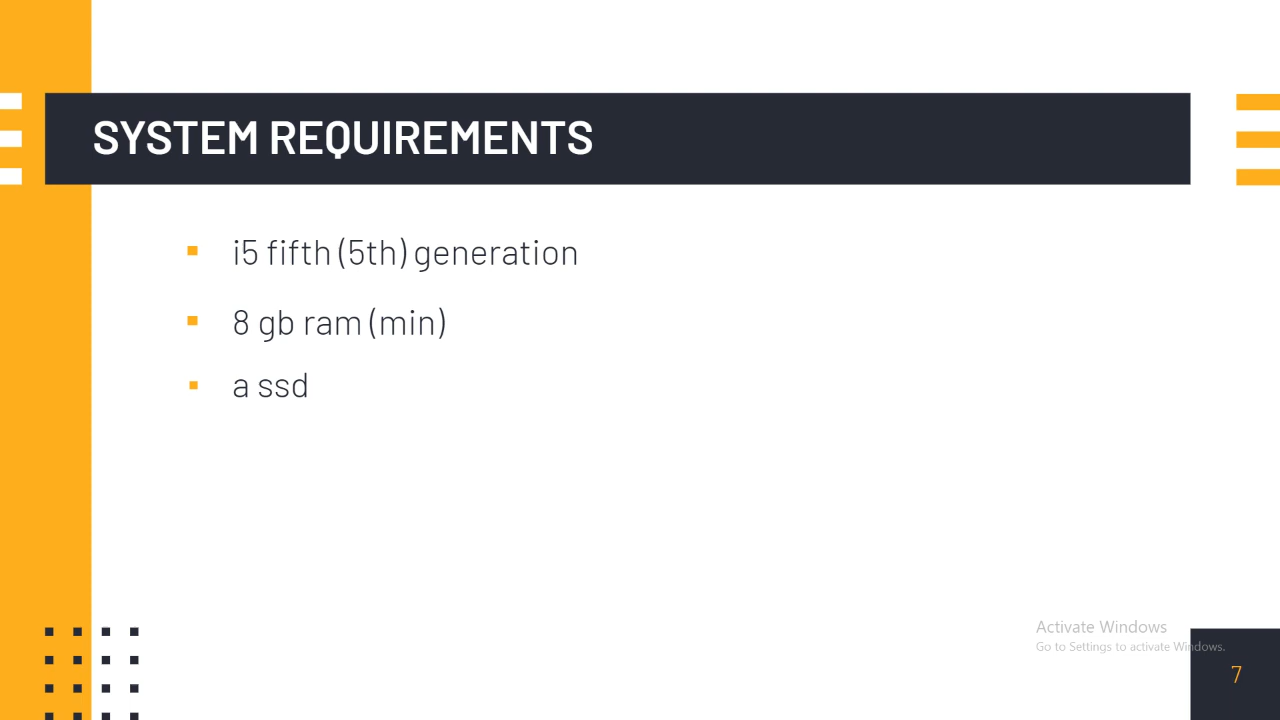 SYSTEM REQUIREMENTS
i5 fifth (5th) generation
8 gb ram (min)
a ssd
Activate Windows
Go to Settings to activate Windows.
7